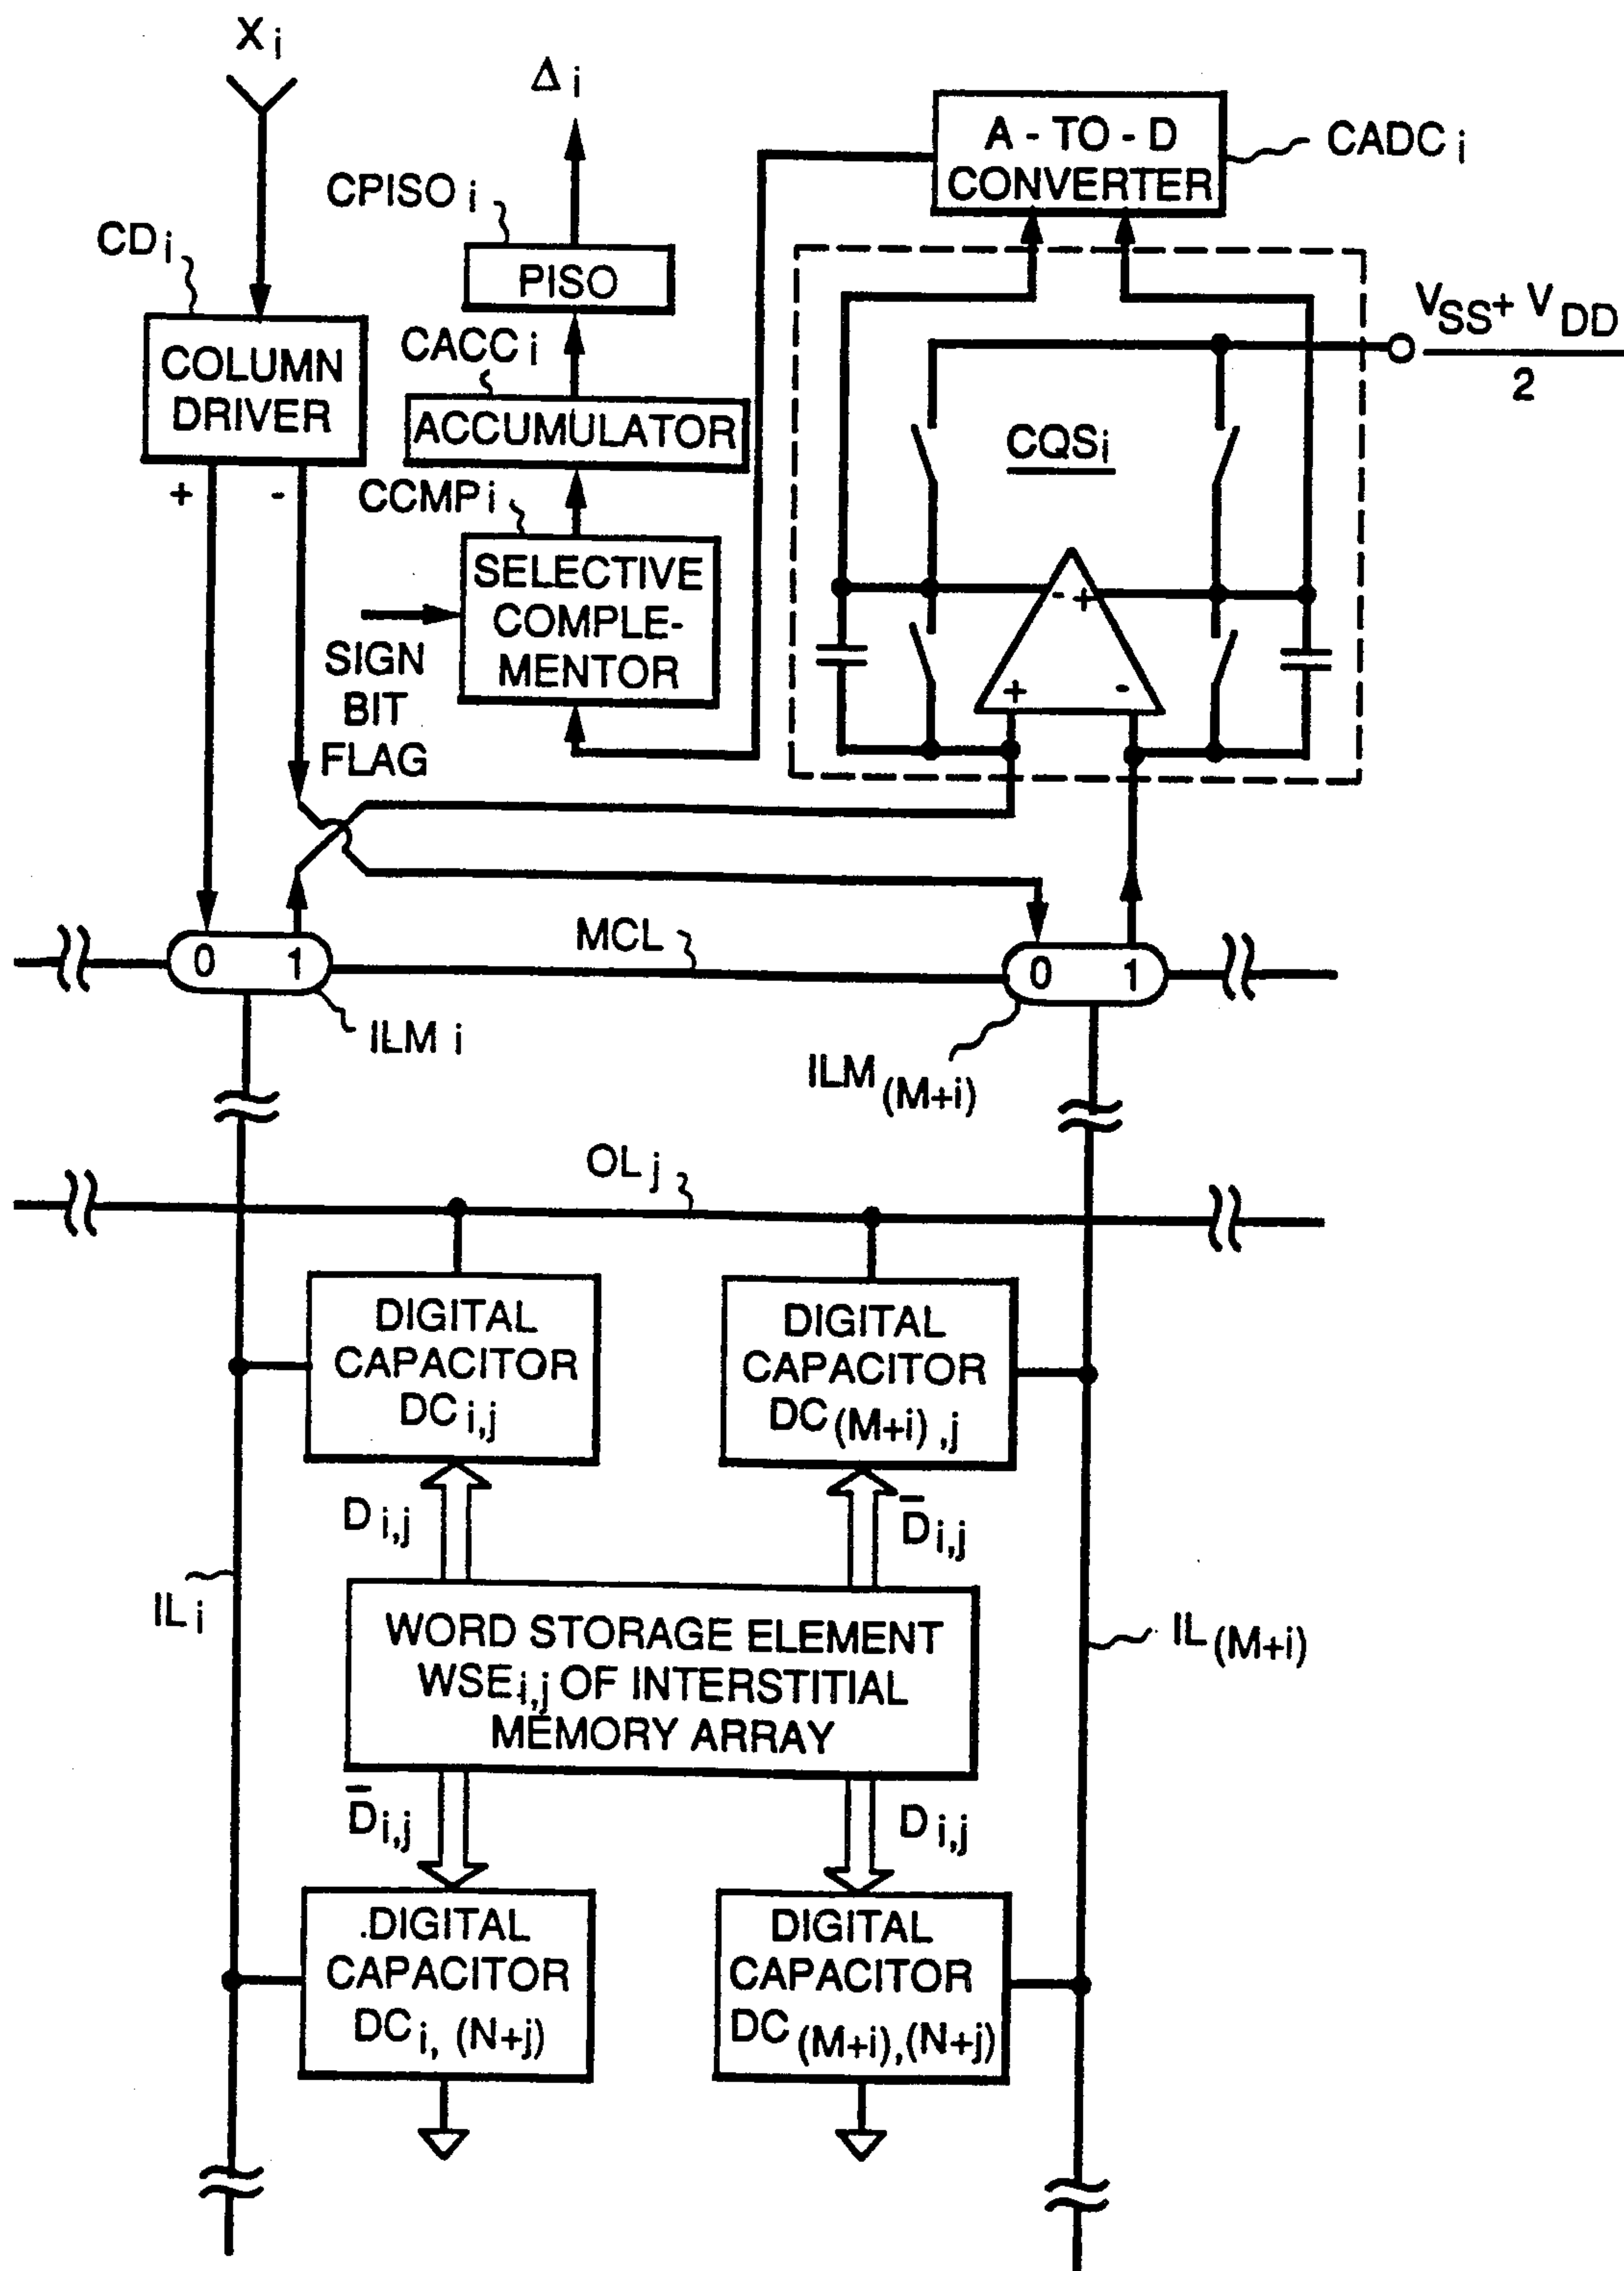 X i
Δ i
A - TO - D
CONVERTER
CADC i
CPISO i
PISO
CD i
COLUMN
DRIVER
+ -
CACC i
ACCUMULATOR
CCMP i
SELECTIVE
COMPLE-
MENTOR
SIGN
BIT
FLAG
CQS i
V SS + V DD
2
- +
+ -
MCL
0 1
0 1
ILM i
ILM (M+i)
OL j
DIGITAL
CAPACITOR
DC i,j
DIGITAL
CAPACITOR
DC (M+i) ,j
D i,j
D̅ i,j
IL i
IL (M+i)
WORD STORAGE ELEMENT
WSE i,j OF INTERSTITIAL
MEMORY ARRAY
D̅ i,j
D i,j
DIGITAL
CAPACITOR
DC i, (N+j)
DIGITAL
CAPACITOR
DC (M+i),(N+j)